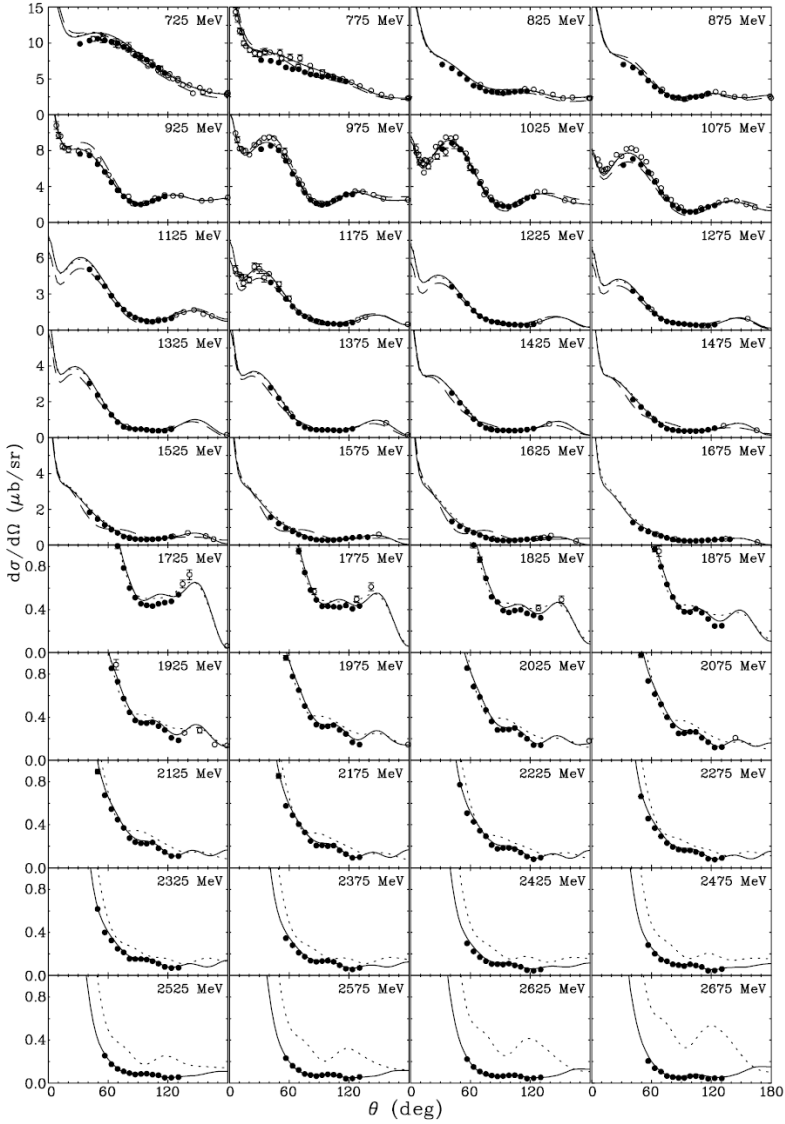 15
10
5
0
725 MeV 775 MeV 825 MeV 875 MeV
8
4
0
925 MeV 975 MeV 1025 MeV 1075 MeV
6
3
0
1125 MeV 1175 MeV 1225 MeV 1275 MeV
4
2
0
1325 MeV 1375 MeV 1425 MeV 1475 MeV
4
2
0
1525 MeV 1575 MeV 1625 MeV 1675 MeV
dσ/dΩ (μb/sr)
0.8
0.4
0.0
1725 MeV 1775 MeV 1825 MeV 1875 MeV
0.8
0.4
0.0
1925 MeV 1975 MeV 2025 MeV 2075 MeV
0.8
0.4
0.0
2125 MeV 2175 MeV 2225 MeV 2275 MeV
0.8
0.4
0.0
2325 MeV 2375 MeV 2425 MeV 2475 MeV
0.8
0.4
0.0
2525 MeV 2575 MeV 2625 MeV 2675 MeV
0 60 120 60 120 60 120 60 120 180
θ (deg)